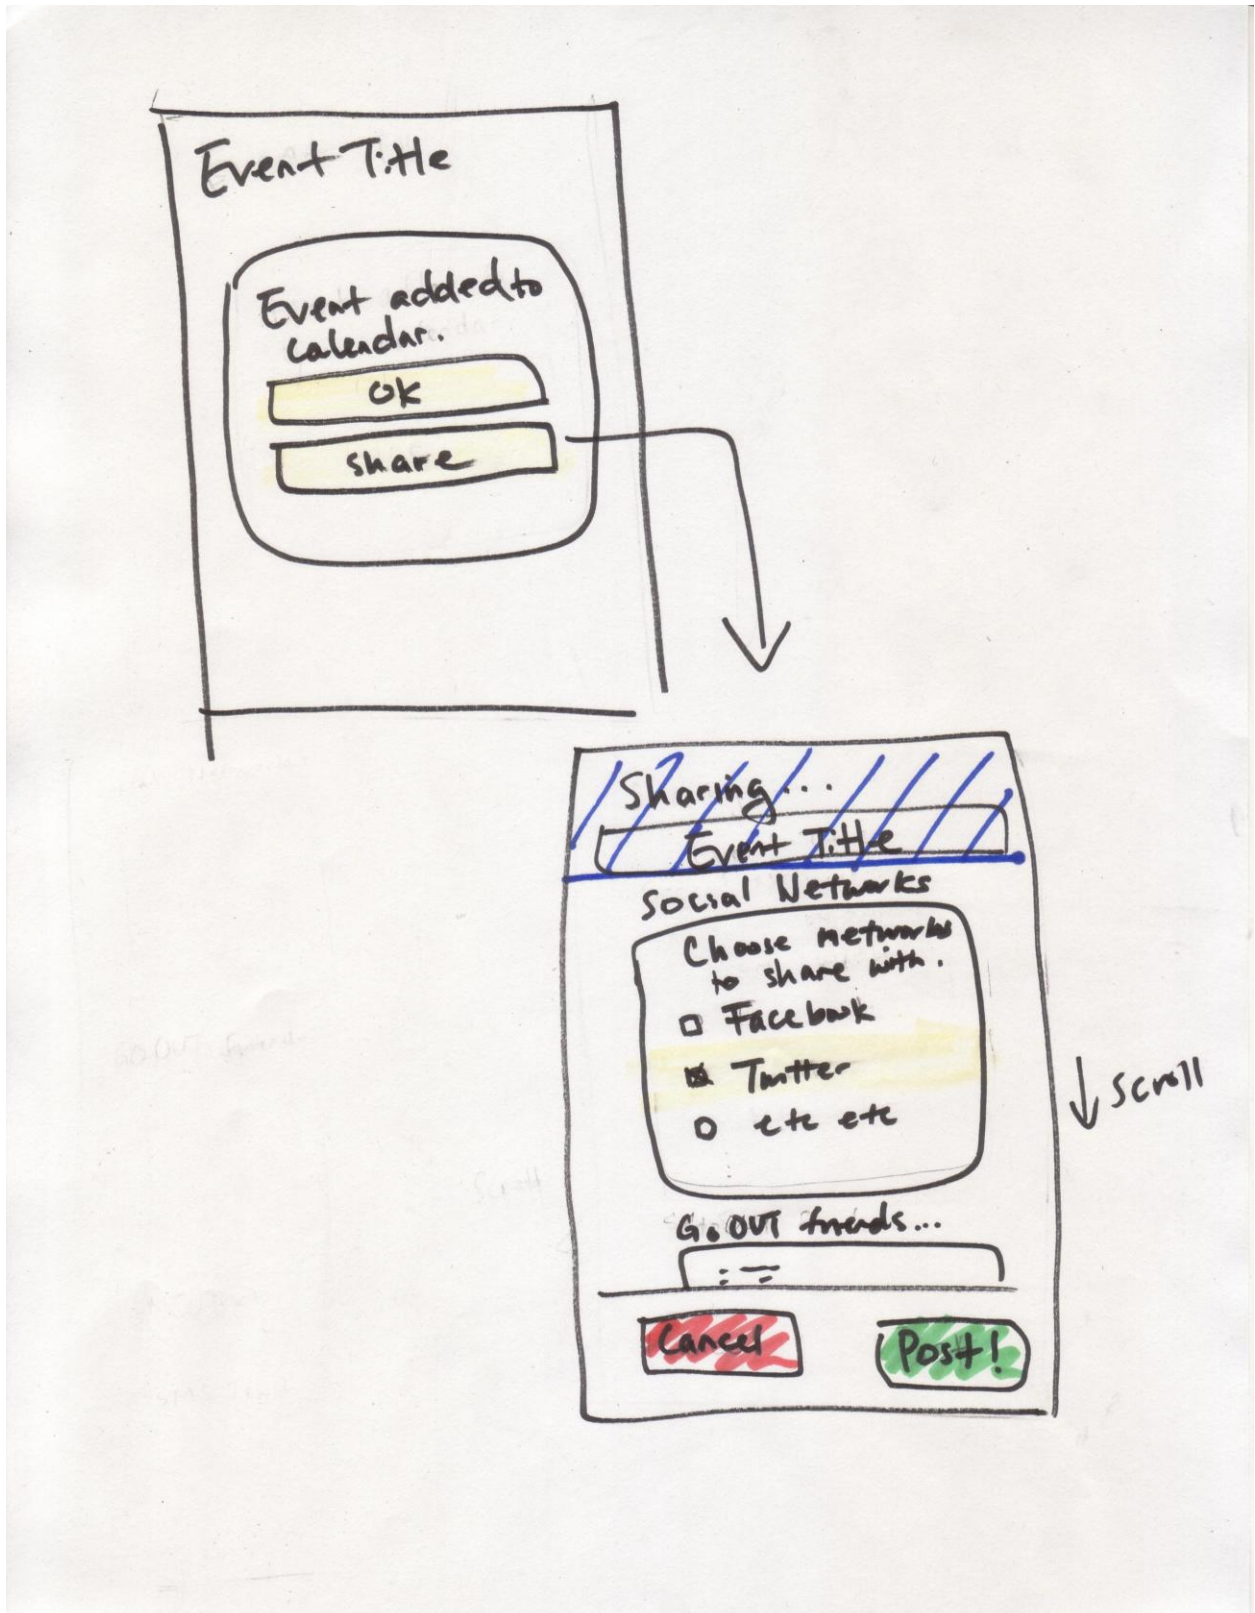 Event Title
Event added to
calendar.
OK
share
Sharing...
Event Title
Social Networks
Choose networks
to share with.
Facebook
Twitter
etc etc
Scroll
GoOUT friends...
Cancel
Post!